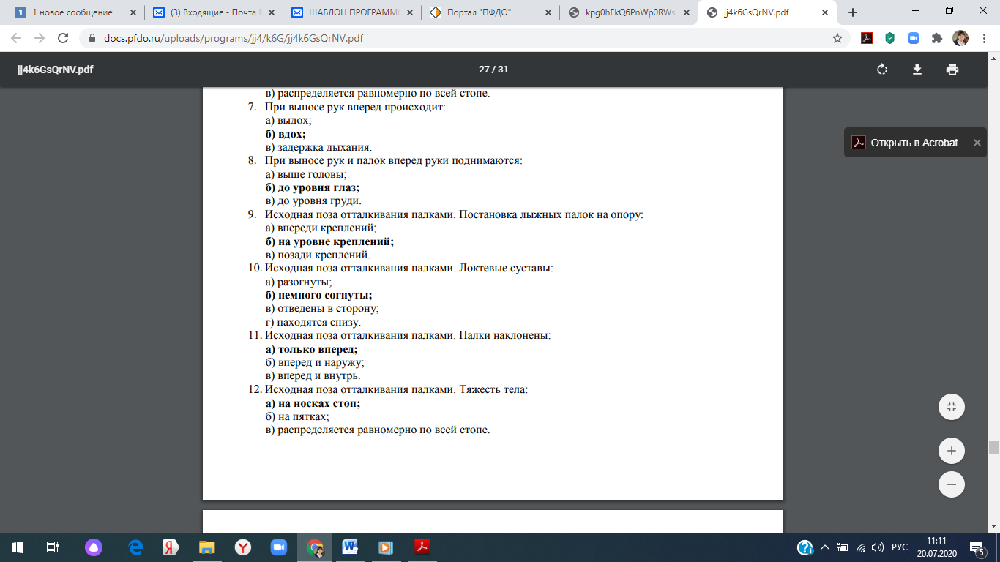 1 новое сообщение
(3) Входящие - Почта
ШАБЛОН ПРОГРАММ
Портал "ПФДО"
kpg0hFkQ6PnWp0RWs
jj4k6GsQrNV.pdf
docs.pfdo.ru/uploads/programs/jj4/k6G/jj4k6GsQrNV.pdf
jj4k6GsQrNV.pdf
27 / 31
Открыть в Acrobat
в) распределяется равномерно по всей стопе.
7. При выносе рук вперед происходит:
а) выдох;
б) вдох;
в) задержка дыхания.
8. При выносе рук и палок вперед руки поднимаются:
а) выше головы;
б) до уровня глаз;
в) до уровня груди.
9. Исходная поза отталкивания палками. Постановка лыжных палок на опору:
а) впереди креплений;
б) на уровне креплений;
в) позади креплений.
10. Исходная поза отталкивания палками. Локтевые суставы:
а) разогнуты;
б) немного согнуты;
в) отведены в сторону;
г) находятся снизу.
11. Исходная поза отталкивания палками. Палки наклонены:
а) только вперед;
б) вперед и наружу;
в) вперед и внутрь.
12. Исходная поза отталкивания палками. Тяжесть тела:
а) на носках стоп;
б) на пятках;
в) распределяется равномерно по всей стопе.
РУС
11:11
20.07.2020
5